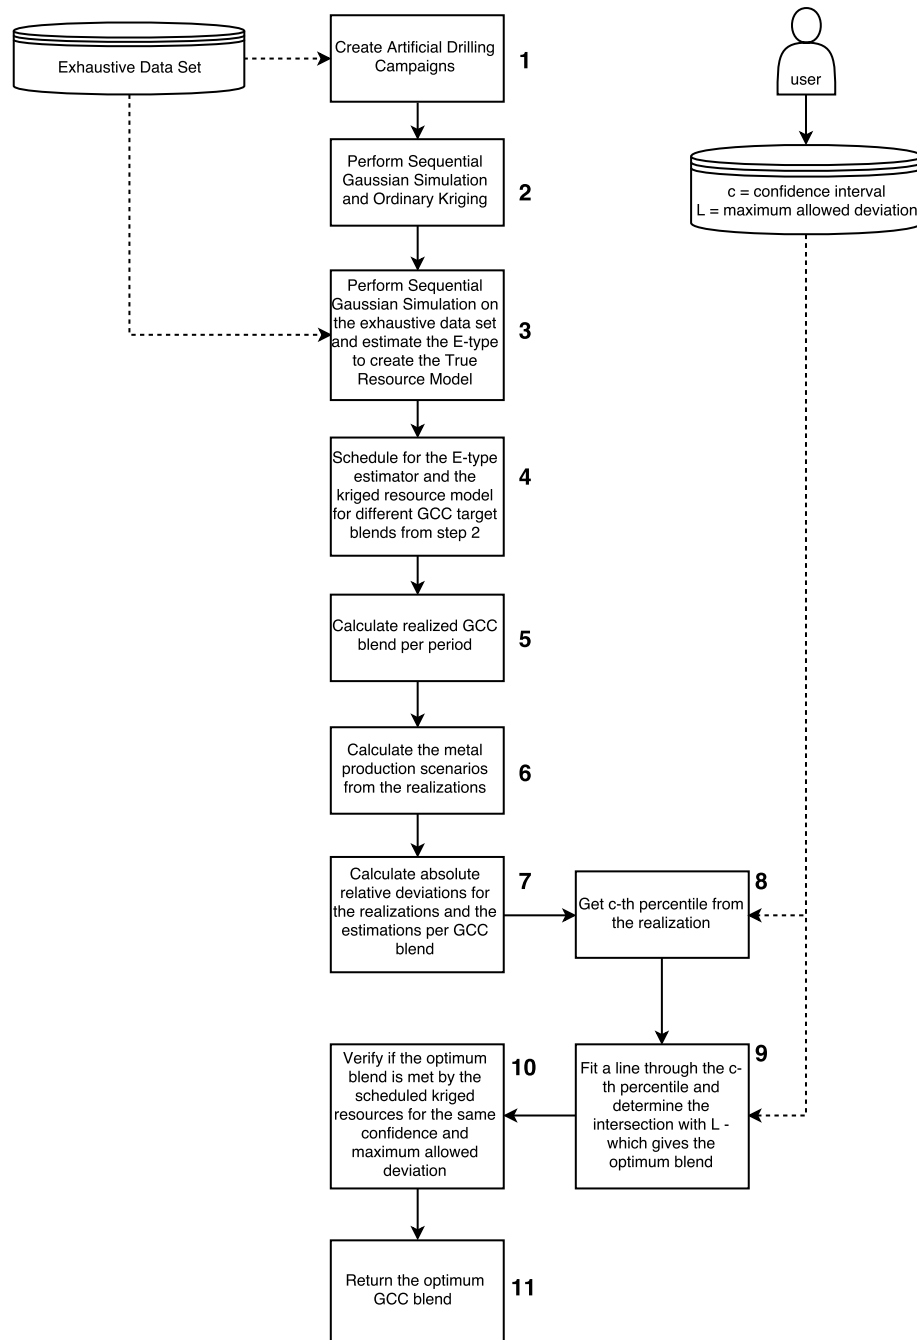 Exhaustive Data Set
Create Artificial Drilling
Campaigns
1
user
Perform Sequential
Gaussian Simulation
and Ordinary Kriging
2
c = confidence interval
L = maximum allowed deviation
Perform Sequential
Gaussian Simulation on
the exhaustive data set
and estimate the E-type
to create the True
Resource Model
3
Schedule for the E-type
estimator and the
kriged resource model
for different GCC target
blends from step 2
4
Calculate realized GCC
blend per period
5
Calculate the metal
production scenarios
from the realizations
6
Calculate absolute
relative deviations for
the realizations and the
estimations per GCC
blend
7
Get c-th percentile from
the realization
8
Fit a line through the c-
th percentile and
determine the
intersection with L -
which gives the
optimum blend
9
Verify if the optimum
blend is met by the
scheduled kriged
resources for the same
confidence and
maximum allowed
deviation
10
Return the optimum
GCC blend
11